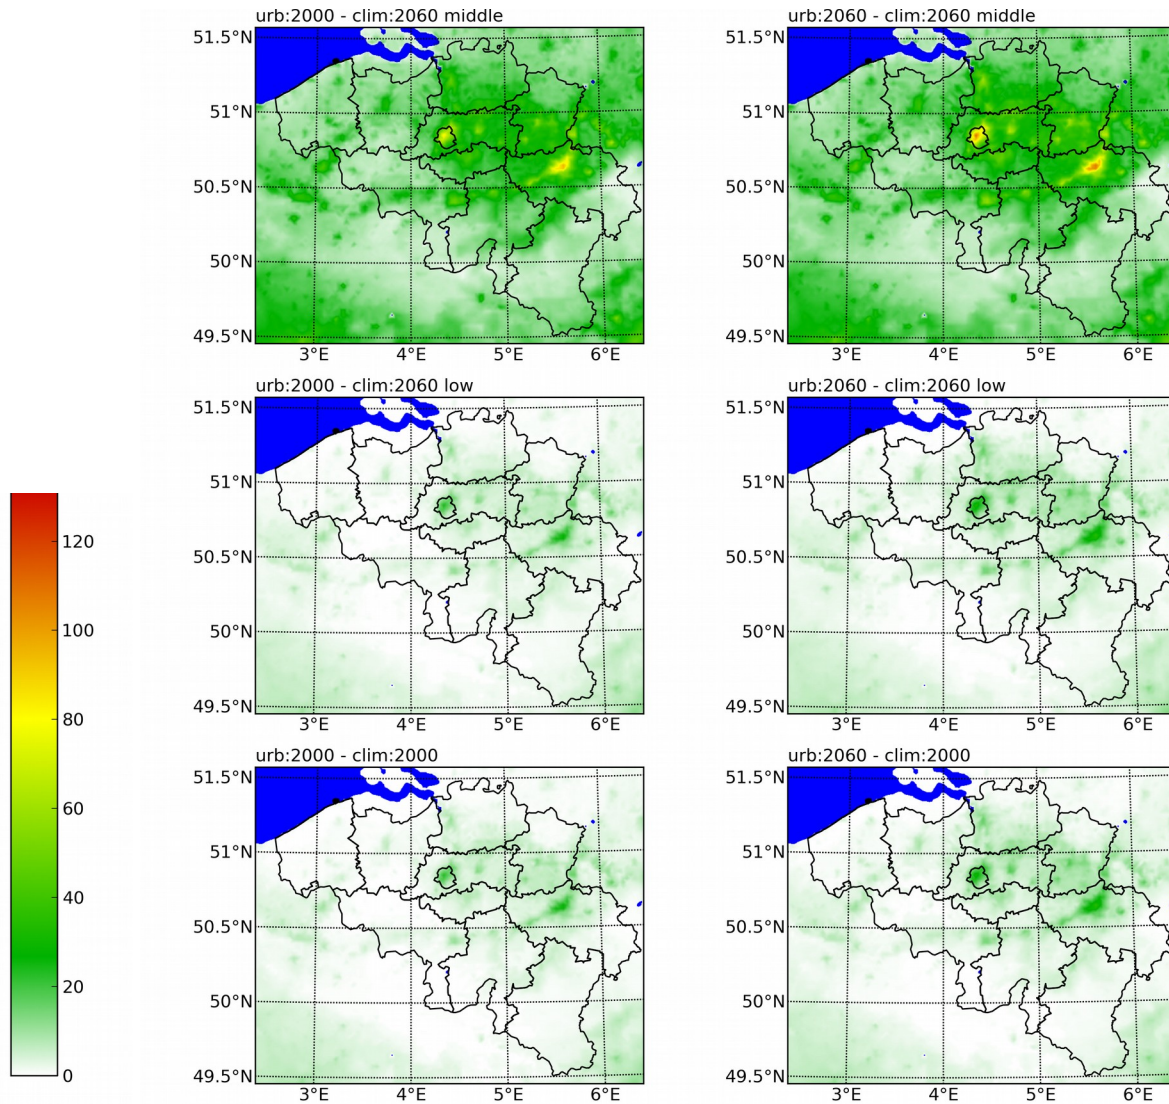 urb:2000 - clim:2060 middle
51.5°N
51°N
50.5°N
50°N
49.5°N
3°E 4°E 5°E 6°E
urb:2060 - clim:2060 middle
51.5°N
51°N
50.5°N
50°N
49.5°N
3°E 4°E 5°E 6°E
urb:2000 - clim:2060 low
51.5°N
51°N
50.5°N
50°N
49.5°N
3°E 4°E 5°E 6°E
urb:2060 - clim:2060 low
51.5°N
51°N
50.5°N
50°N
49.5°N
3°E 4°E 5°E 6°E
120
100
80
60
40
20
0
urb:2000 - clim:2000
51.5°N
51°N
50.5°N
50°N
49.5°N
3°E 4°E 5°E 6°E
urb:2060 - clim:2000
51.5°N
51°N
50.5°N
50°N
49.5°N
3°E 4°E 5°E 6°E